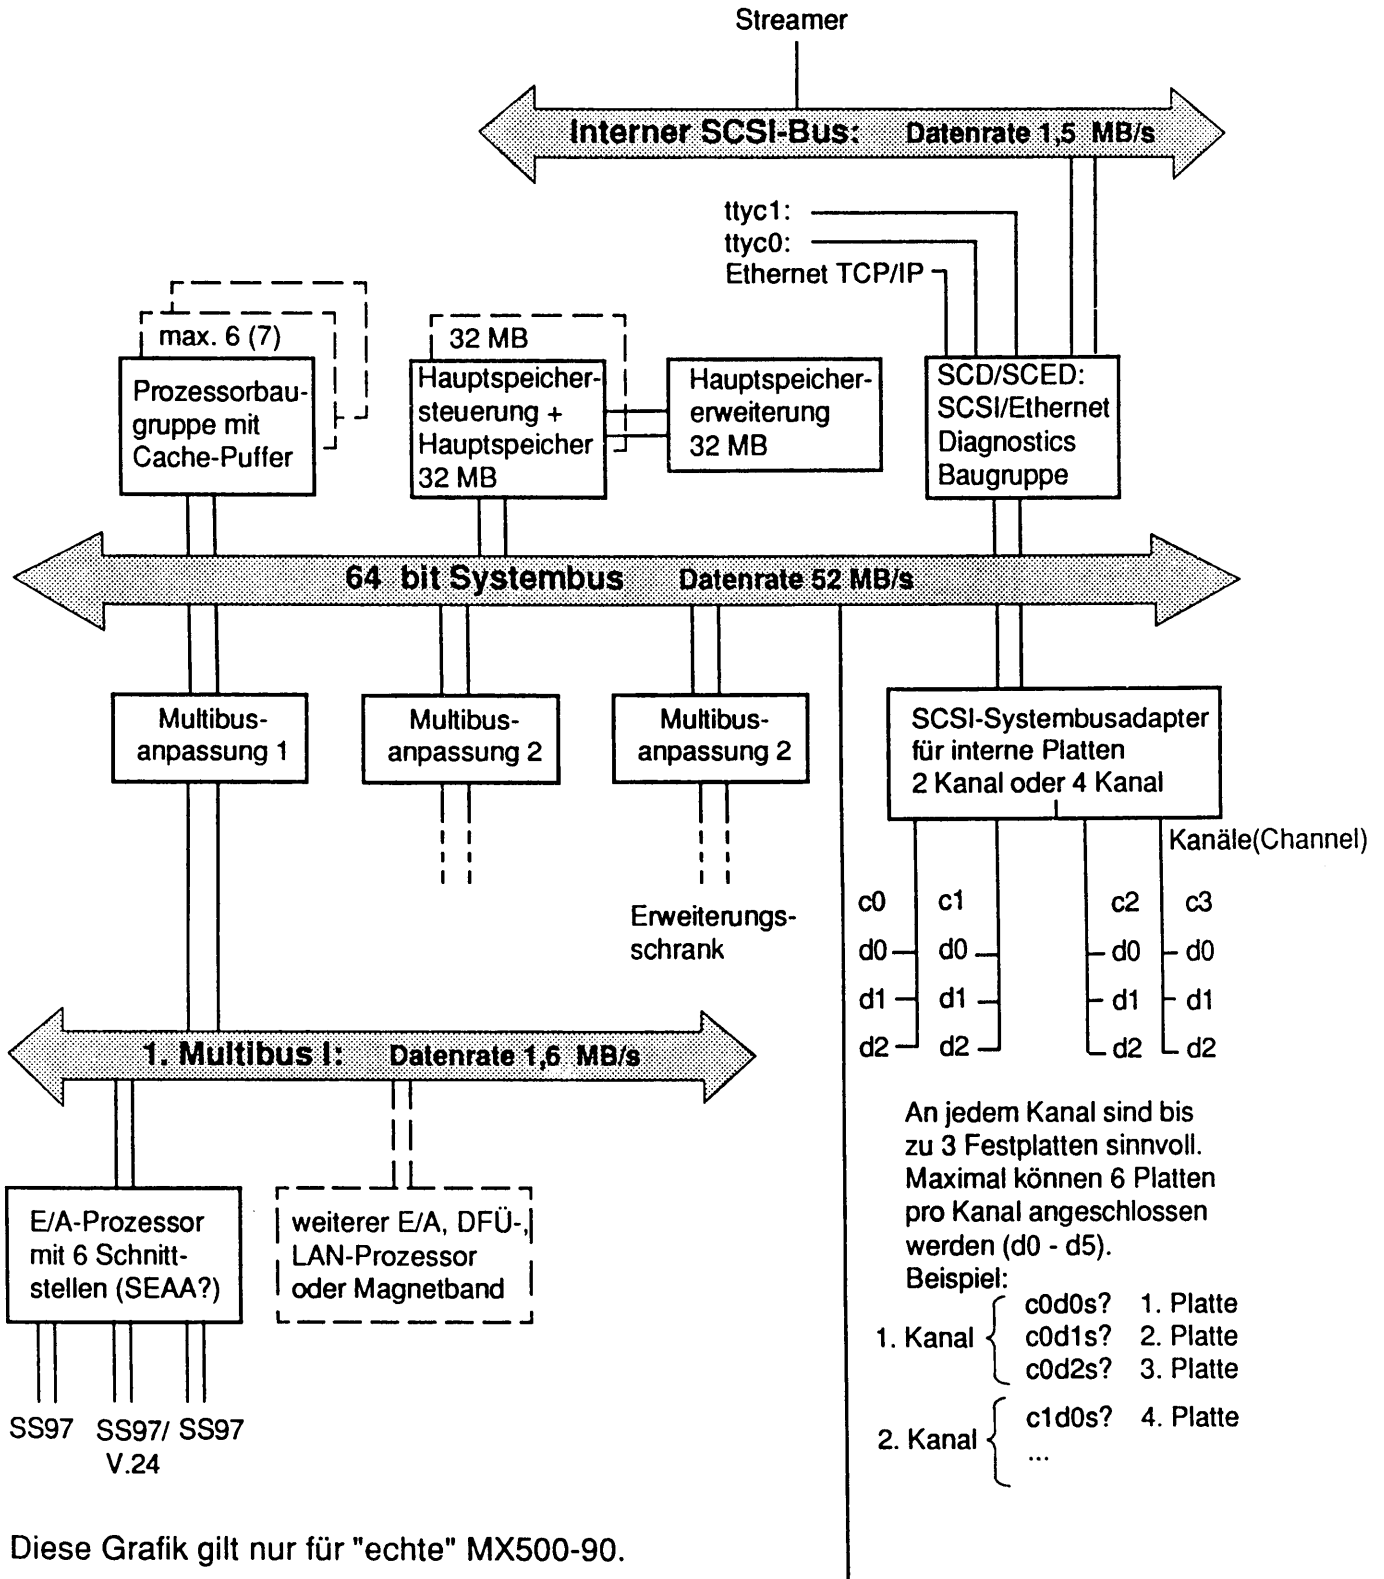 Streamer
Interner SCSI-Bus: Datenrate 1,5 MB/s
ttyc1:
ttyc0:
Ethernet TCP/IP
max. 6 (7)
Prozessorbau-
gruppe mit
Cache-Puffer
32 MB
Hauptspeicher-
steuerung +
Hauptspeicher
32 MB
Hauptspeicher-
erweiterung
32 MB
SCD/SCED:
SCSI/Ethernet
Diagnostics
Baugruppe
64 bit Systembus Datenrate 52 MB/s
Multibus-
anpassung 1
Multibus-
anpassung 2
Multibus-
anpassung 2
Erweiterungs-
schrank
SCSI-Systembusadapter
für interne Platten
2 Kanal oder 4 Kanal
Kanäle(Channel)
c0 c1 c2 c3
d0 d0 d0 d0
d1 d1 d1 d1
d2 d2 d2 d2
1. Multibus I: Datenrate 1,6 MB/s
E/A-Prozessor
mit 6 Schnitt-
stellen (SEAA?)
weiterer E/A, DFÜ-,
LAN-Prozessor
oder Magnetband
SS97 SS97/ SS97
V.24
An jedem Kanal sind bis
zu 3 Festplatten sinnvoll.
Maximal können 6 Platten
pro Kanal angeschlossen
werden (d0 - d5).
Beispiel:
1. Kanal
c0d0s? 1. Platte
c0d1s? 2. Platte
c0d2s? 3. Platte
2. Kanal
c1d0s? 4. Platte
...
Diese Grafik gilt nur für "echte" MX500-90.